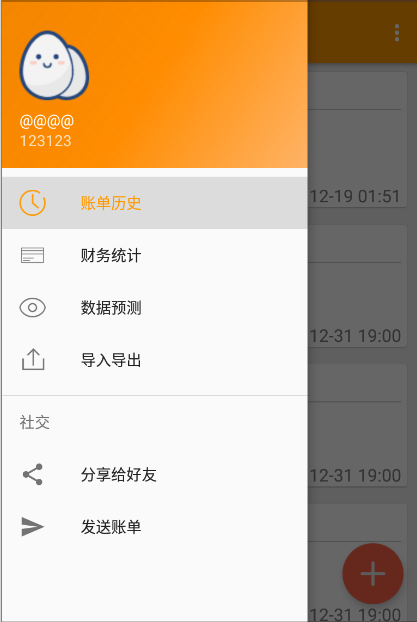 @@@@
123123
账单历史
财务统计
数据预测
导入导出
社交
分享给好友
发送账单
12-19 01:51
12-31 19:00
12-31 19:00
12-31 19:00